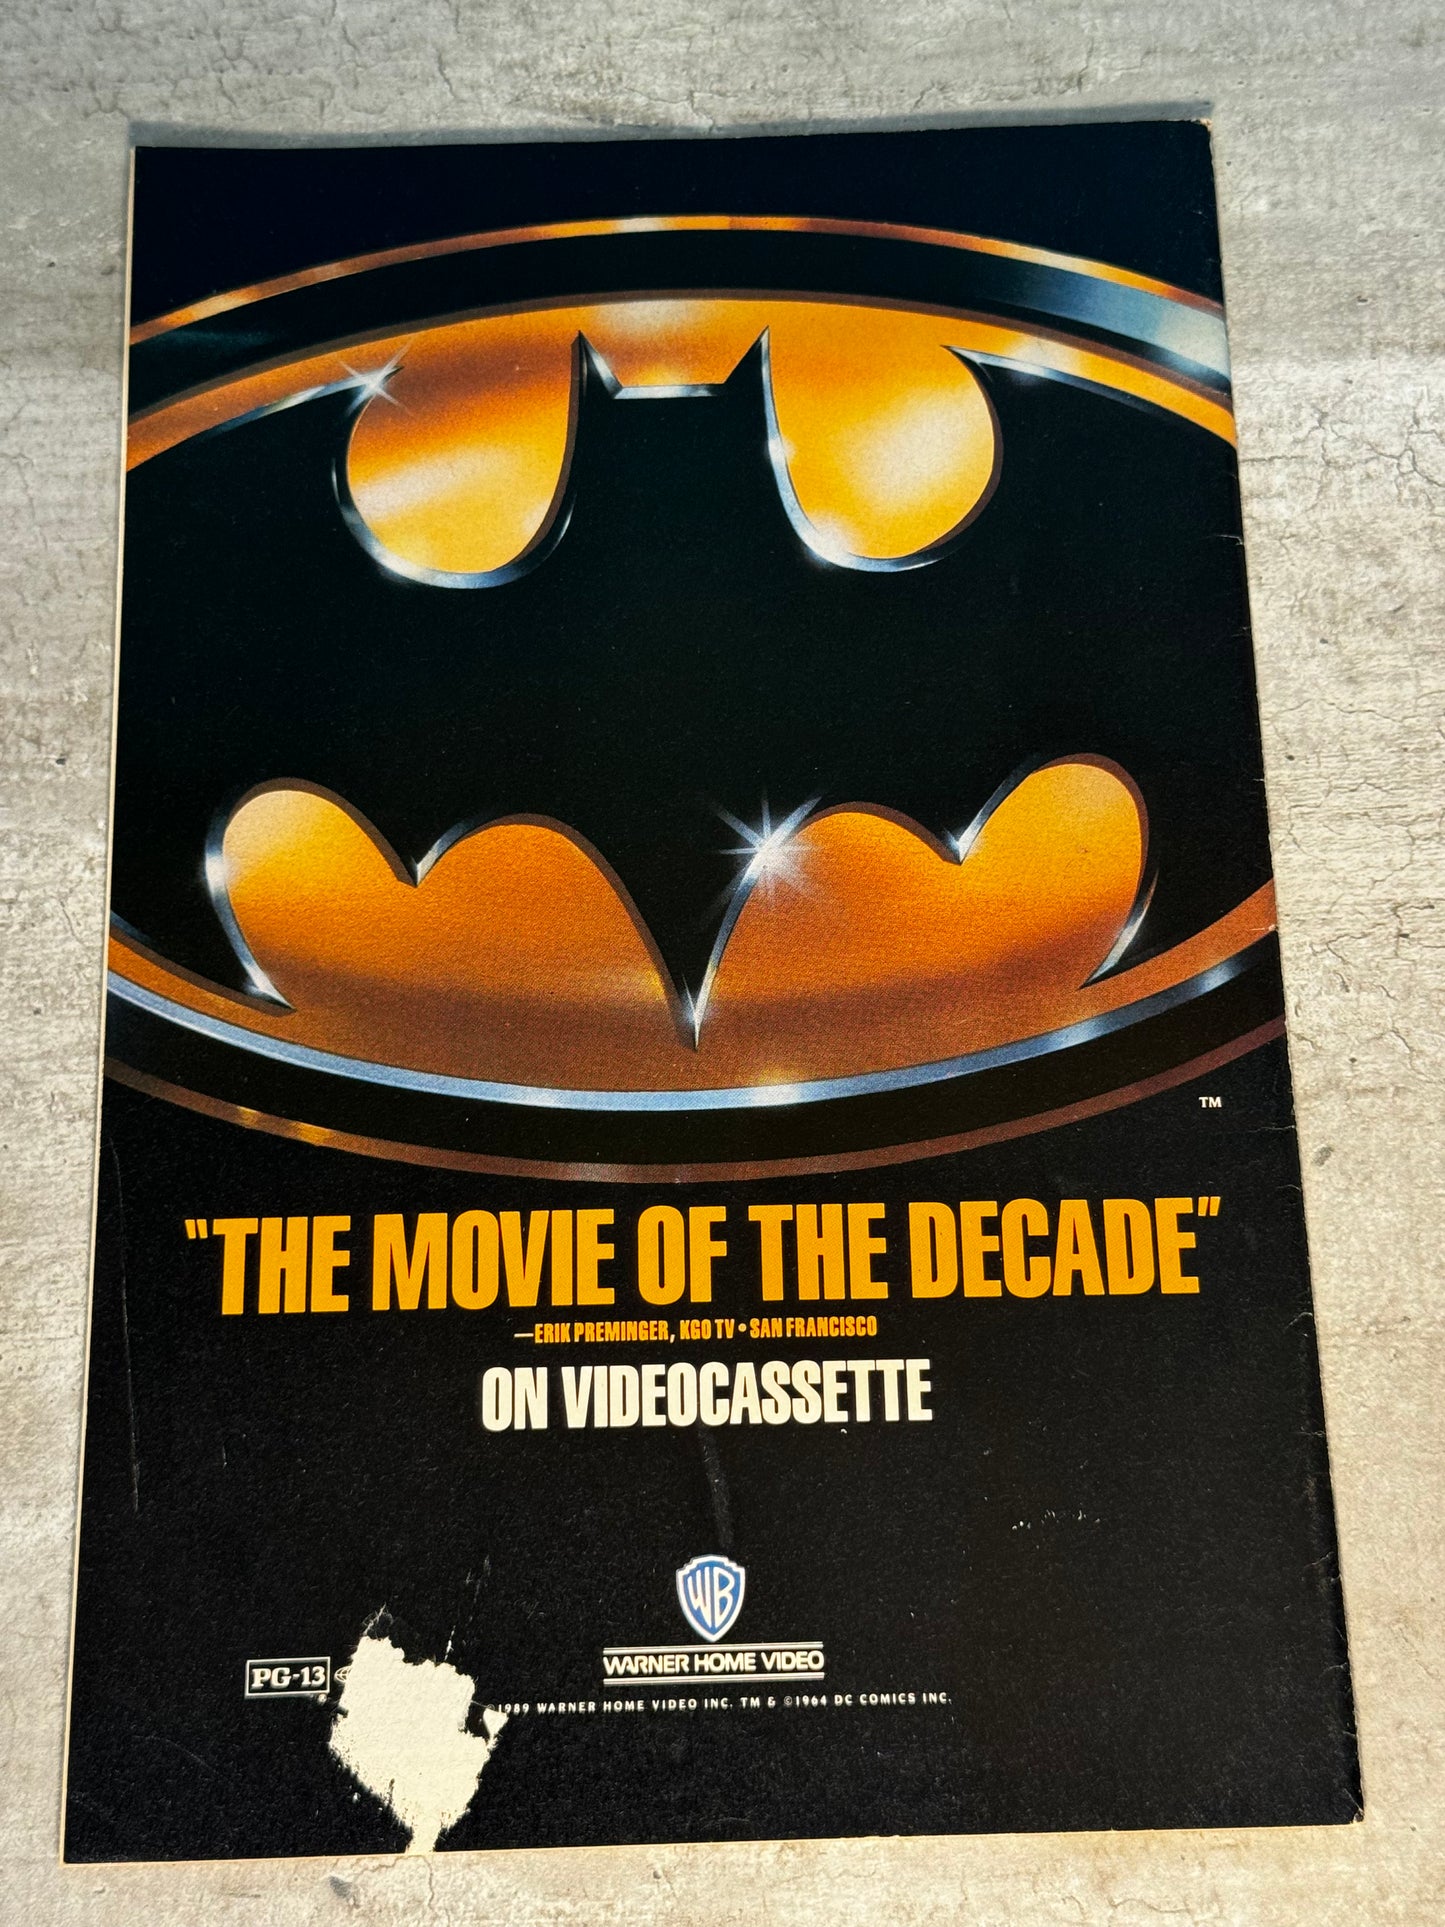 TM
"THE MOVIE OF THE DECADE"
—ERIK PREMINGER, KGO TV • SAN FRANCISCO
ON VIDEOCASSETTE
WB
WARNER HOME VIDEO
PG-13
®
©1989 WARNER HOME VIDEO INC. TM & ©1964 DC COMICS INC.